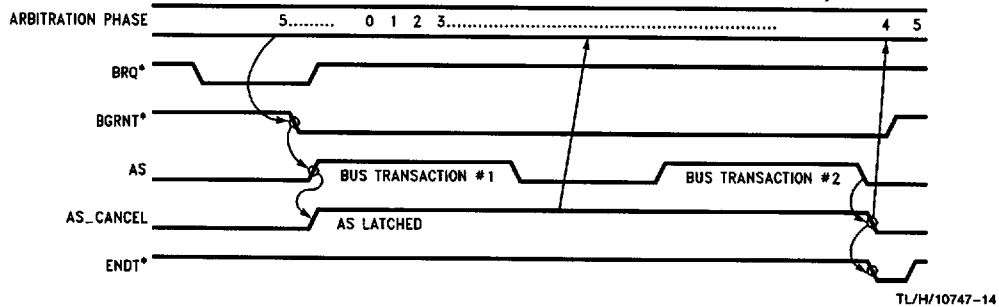 ARBITRATION PHASE 5........ 0 1 2 3............................................................ 4 5
BRQ*
BGRNT*
AS BUS TRANSACTION #1 BUS TRANSACTION #2
AS_CANCEL AS LATCHED
ENDT*
TL/H/10747-14